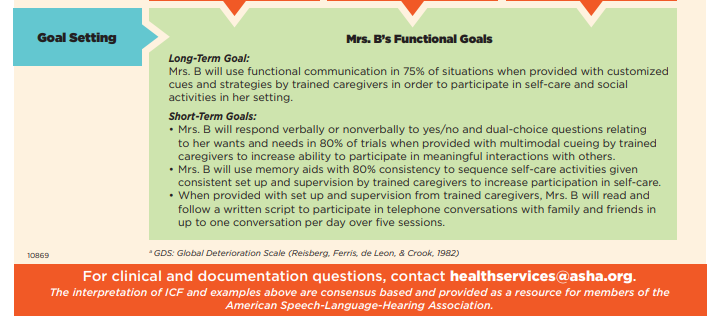 Goal Setting
Mrs. B's Functional Goals
Long-Term Goal:
Mrs. B will use functional communication in 75% of situations when provided with customized
cues and strategies by trained caregivers in order to participate in self-care and social
activities in her setting.
Short-Term Goals:
• Mrs. B will respond verbally or nonverbally to yes/no and dual-choice questions relating
to her wants and needs in 80% of trials when provided with multimodal cueing by trained
caregivers to increase ability to participate in meaningful interactions with others.
• Mrs. B will use memory aids with 80% consistency to sequence self-care activities given
consistent set up and supervision by trained caregivers to increase participation in self-care.
• When provided with set up and supervision from trained caregivers, Mrs. B will read and
follow a written script to participate in telephone conversations with family and friends in
up to one conversation per day over five sessions.
10869
a GDS: Global Deterioration Scale (Reisberg, Ferris, de Leon, & Crook, 1982)
For clinical and documentation questions, contact healthservices@asha.org.
The interpretation of ICF and examples above are consensus based and provided as a resource for members of the
American Speech-Language-Hearing Association.